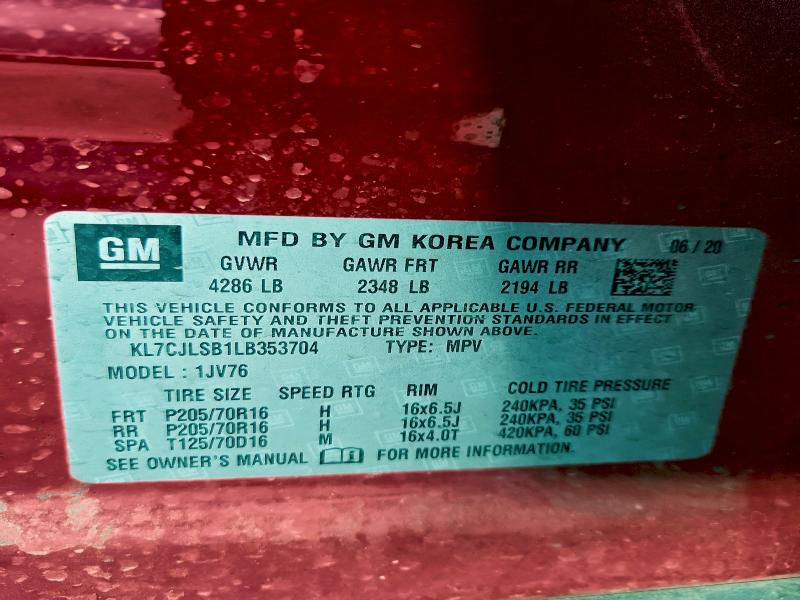 GM MFD BY GM KOREA COMPANY 06 / 20
GVWR GAWR FRT GAWR RR
4286 LB 2348 LB 2194 LB
THIS VEHICLE CONFORMS TO ALL APPLICABLE U.S. FEDERAL MOTOR
VEHICLE SAFETY AND THEFT PREVENTION STANDARDS IN EFFECT
ON THE DATE OF MANUFACTURE SHOWN ABOVE.
KL7CJLSB1LB353704 TYPE: MPV
MODEL : 1JV76
TIRE SIZE SPEED RTG RIM COLD TIRE PRESSURE
FRT P205/70R16 H 16x6.5J 240KPA, 35 PSI
RR P205/70R16 H 16x6.5J 240KPA, 35 PSI
SPA T125/70D16 M 16x4.0T 420KPA, 60 PSI
SEE OWNER'S MANUAL FOR MORE INFORMATION.